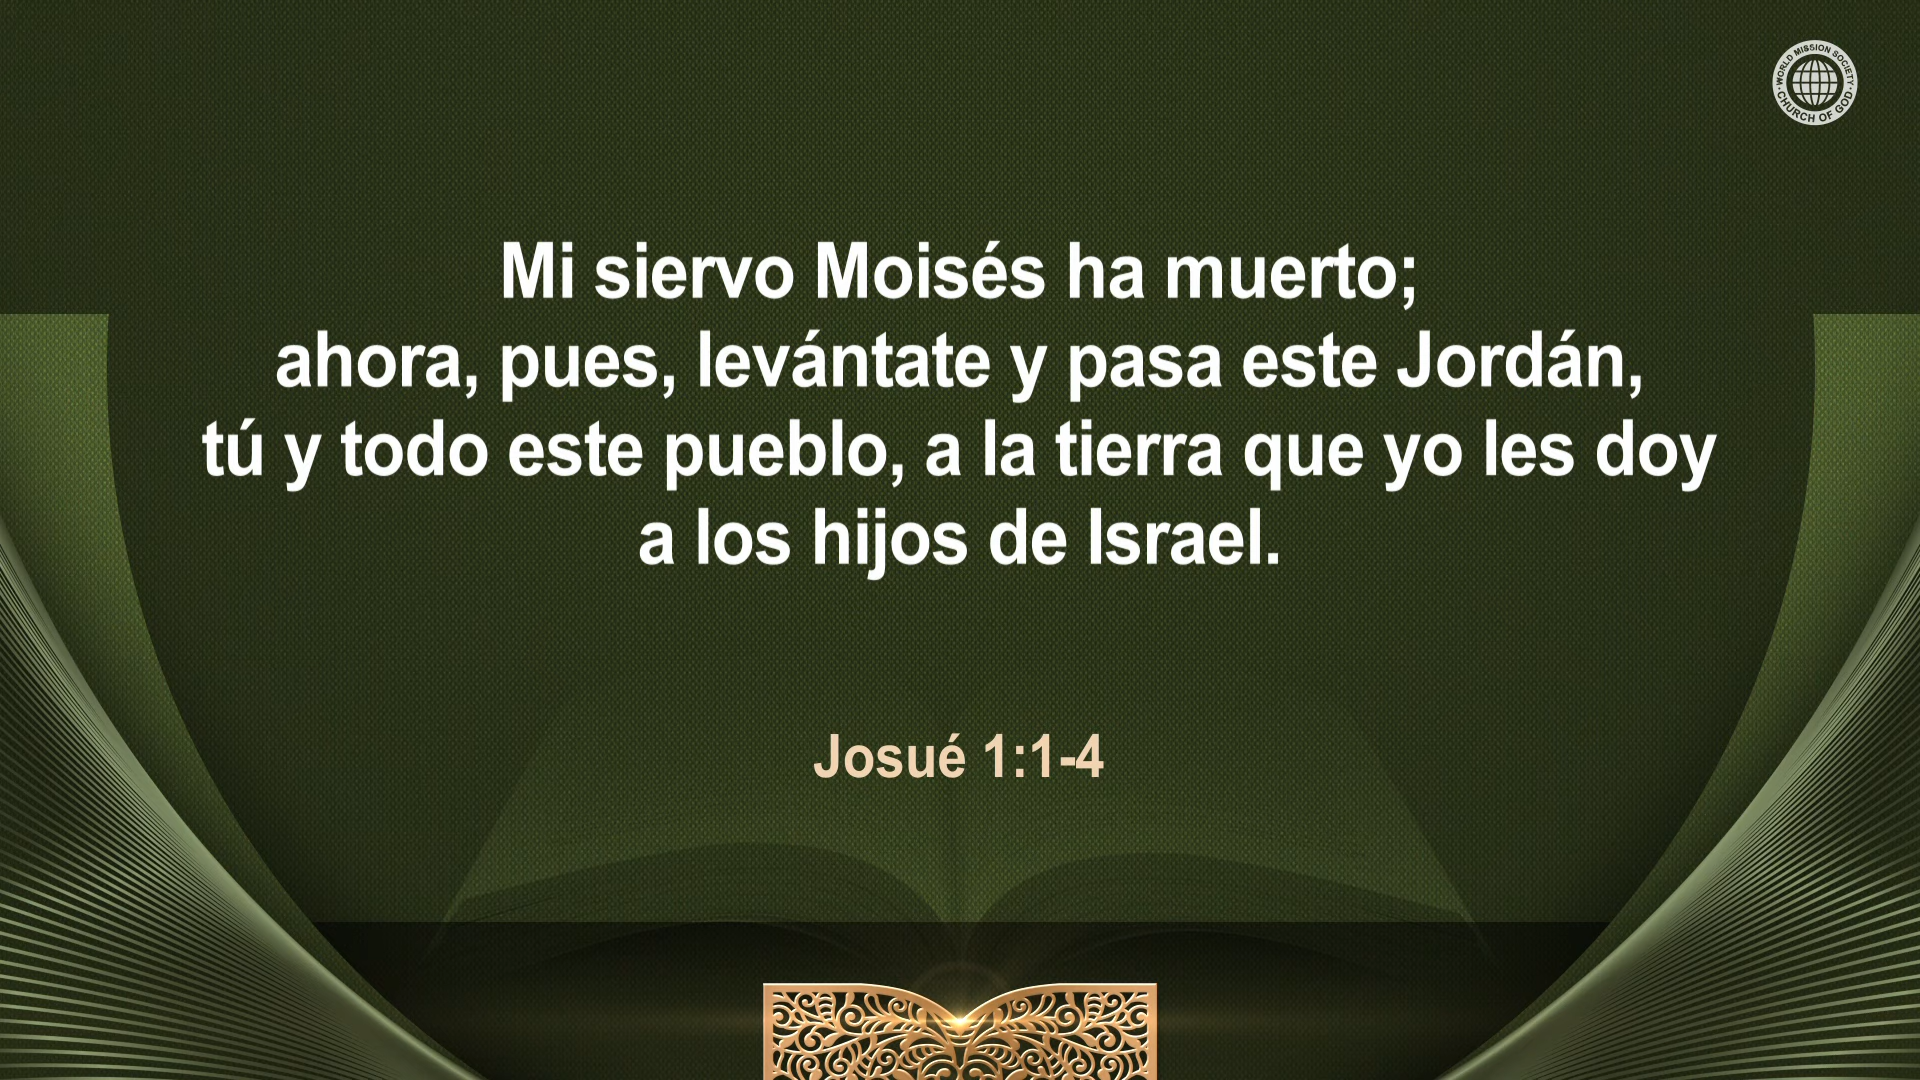 WORLD MISSION SOCIETY
CHURCH OF GOD
Mi siervo Moisés ha muerto;
ahora, pues, levántate y pasa este Jordán,
tú y todo este pueblo, a la tierra que yo les doy
a los hijos de Israel.
Josué 1:1-4